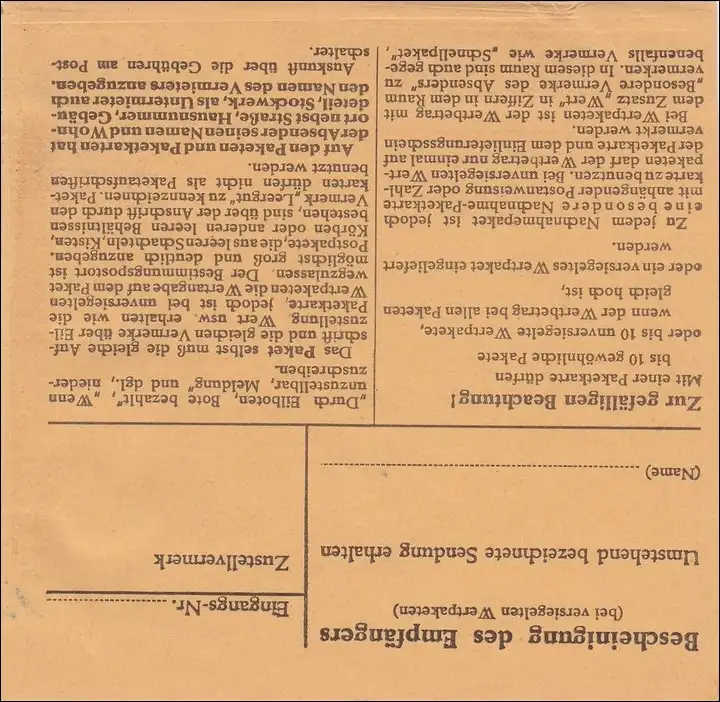 Bescheinigung des Empfängers
(bei versiegelten Wertpaketen)
Umstehend bezeichnete Sendung erhalten
(Name)
Eingangs-Nr.
Zustellvermerk
Zur gefälligen Beachtung!
Mit einer Paketkarte dürfen
bis 10 gewöhnliche Pakete
oder bis 10 unversiegelte Wertpakete,
wenn der Wertbetrag bei allen Paketen
gleich hoch ist,
oder ein versiegeltes Wertpaket eingeliefert
werden.
Zu jedem Nachnahmepaket ist jedoch
eine besondere Nachnahme-Paketkarte
mit anhängender Postanweisung oder Zahl-
karte zu benutzen. Bei unversiegelten Wert-
paketen darf der Wertbetrag nur einmal auf
der Paketkarte und dem Einlieferungsschein
vermerkt werden.
Bei Wertpaketen ist der Wertbetrag mit
dem Zusatz „Wert" in Ziffern in dem Raum
„Besondere Vermerke des Absenders" zu
vermerken. In diesem Raum sind auch gege-
benenfalls Vermerke wie „Schnellpaket",
„Durch Eilboten, Bote bezahlt", „Wenn
unzustellbar, Meldung" und dgl., nieder-
zuschreiben.
Das Paket selbst muß die gleiche Auf-
schrift und die gleichen Vermerke über Eil-
zustellung, Wert usw. erhalten wie die
Paketkarte, jedoch ist bei unversiegelten
Wertpaketen die Wertangabe auf dem Paket
wegzulassen. Der Bestimmungspostort ist
möglichst groß und deutlich anzugeben.
Postpakete, die aus leeren Schachteln, Kisten,
Körben oder anderen leeren Behältnissen
bestehen, sind über der Anschrift durch den
Vermerk „Leergut" zu kennzeichnen. Paket-
karten dürfen nicht als Paketaufschriften
benutzt werden.
Auf den Paketen und Paketkarten hat
der Absender seinen Namen und Wohn-
ort nebst Straße, Hausnummer, Gebäu-
deteil, Stockwerk, als Untermieter auch
den Namen des Vermieters anzugeben.
Auskunft über die Gebühren am Post-
schalter.